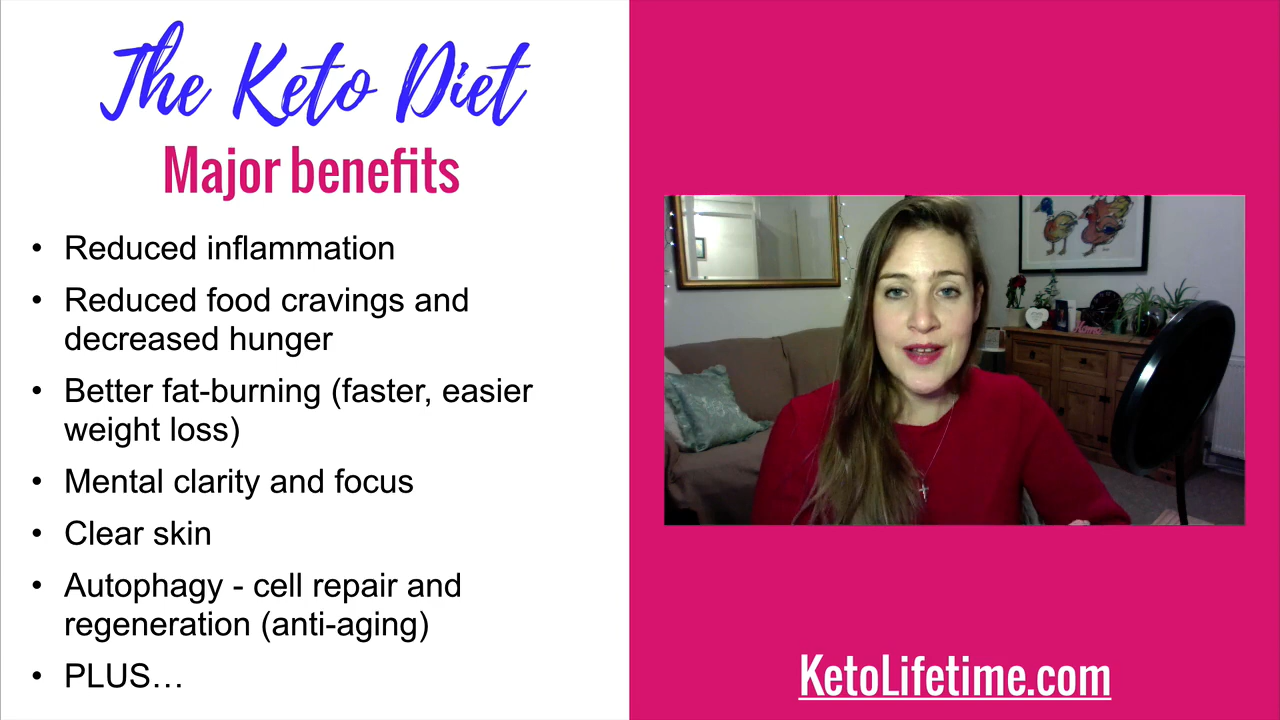 The Keto Diet
Major benefits
• Reduced inflammation
• Reduced food cravings and
decreased hunger
• Better fat-burning (faster, easier
weight loss)
• Mental clarity and focus
• Clear skin
• Autophagy - cell repair and
regeneration (anti-aging)
• PLUS…
KetoLifetime.com